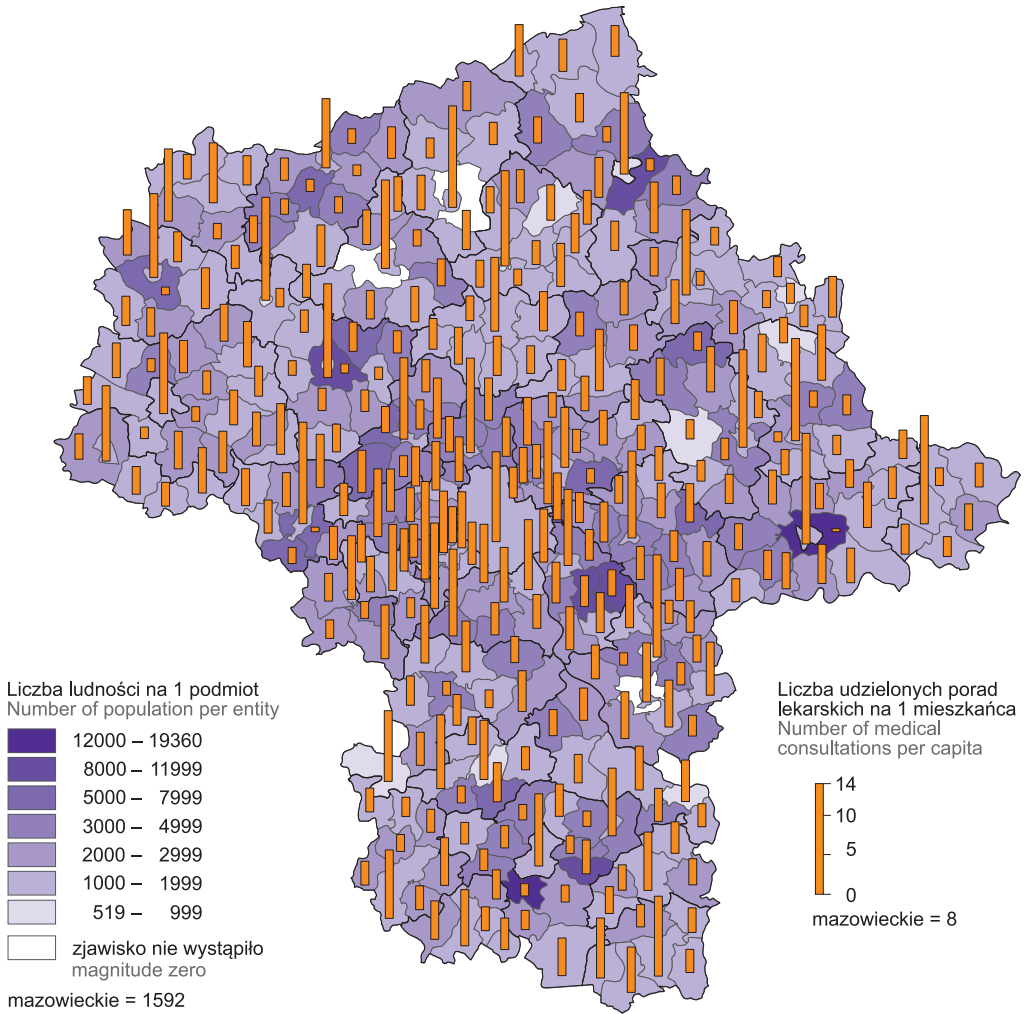 Liczba ludności na 1 podmiot
Number of population per entity
12000 – 19360
8000 – 11999
5000 – 7999
3000 – 4999
2000 – 2999
1000 – 1999
519 – 999
zjawisko nie wystąpiło
magnitude zero
mazowieckie = 1592
Liczba udzielonych porad
lekarskich na 1 mieszkańca
Number of medical
consultations per capita
14
10
5
0
mazowieckie = 8